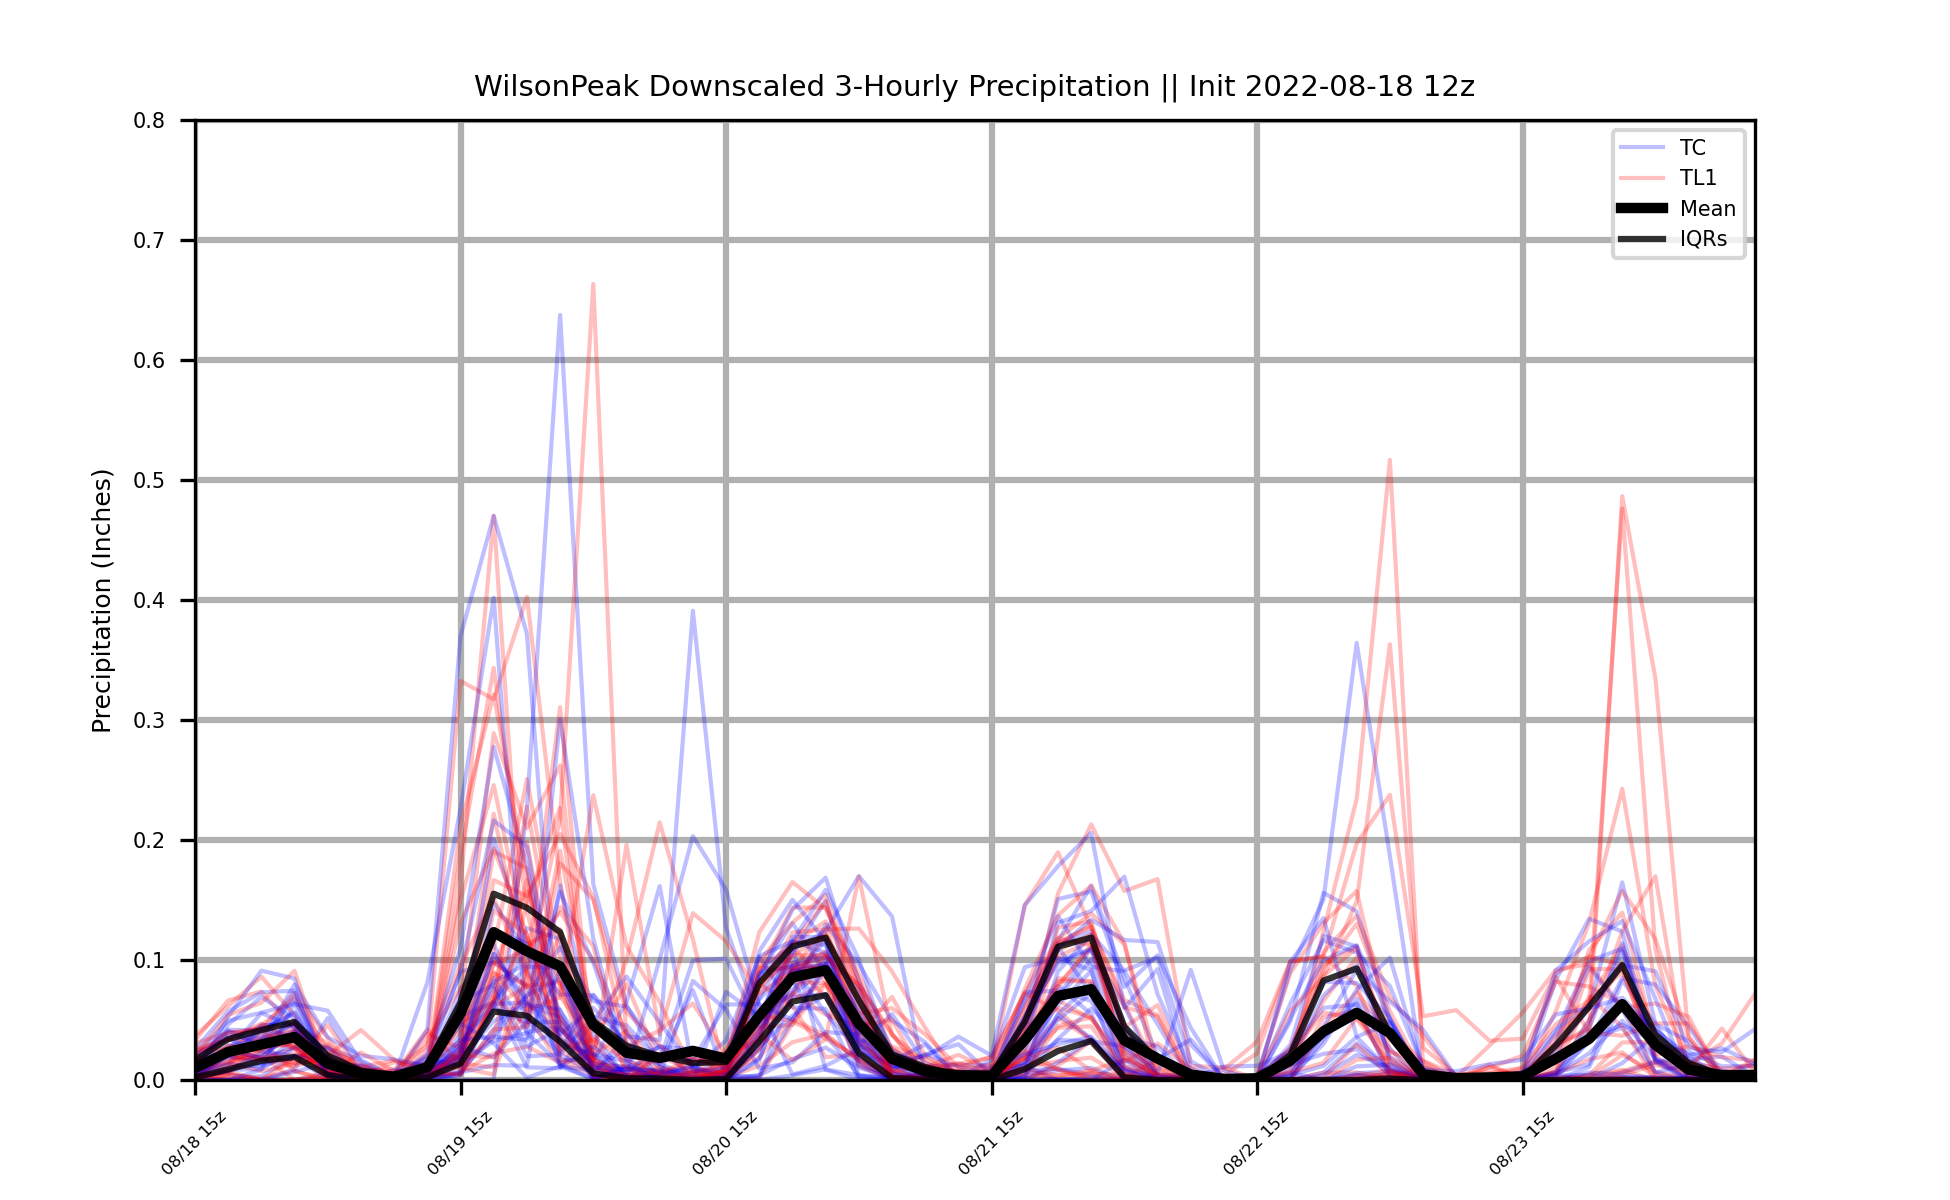 WilsonPeak Downscaled 3-Hourly Precipitation || Init 2022-08-18 12z
Precipitation (Inches)
0.8
0.7
0.6
0.5
0.4
0.3
0.2
0.1
0.0
TC
TL1
Mean
IQRs
08/18 15z
08/19 15z
08/20 15z
08/21 15z
08/22 15z
08/23 15z